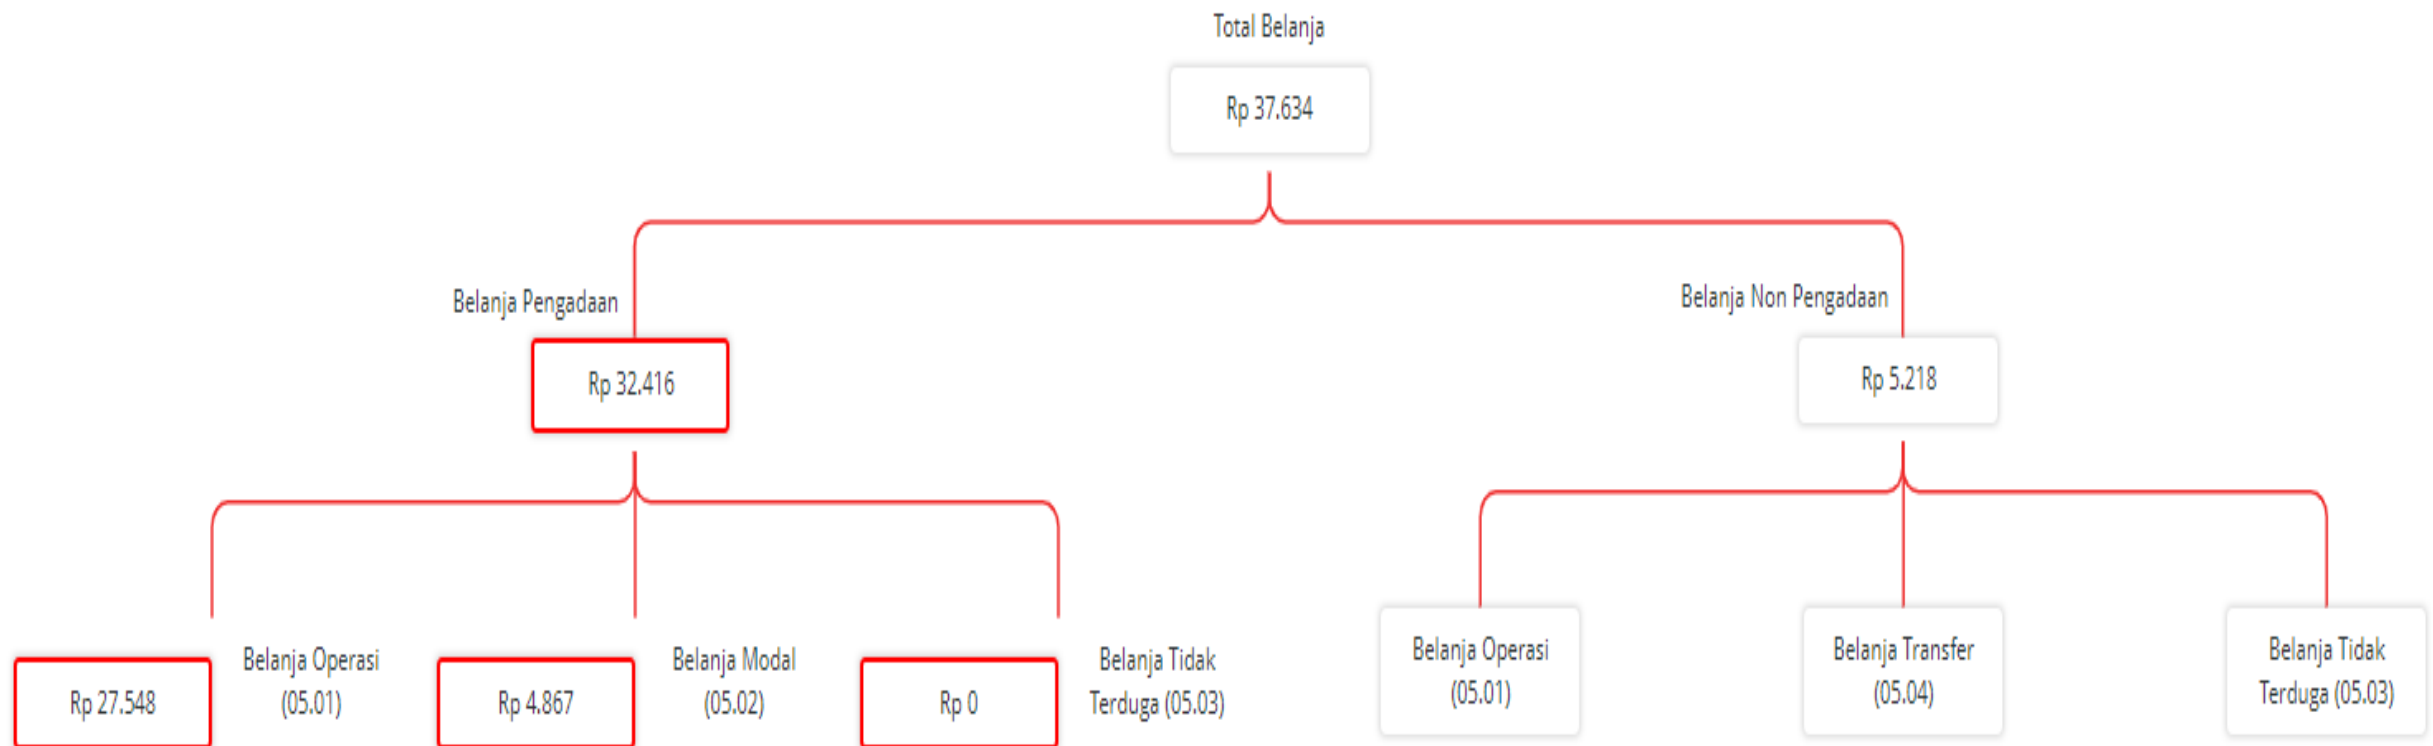 Total Belanja
Rp 37.634
Belanja Pengadaan
Rp 32.416
Belanja Non Pengadaan
Rp 5.218
Rp 27.548
Belanja Operasi
(05.01)
Rp 4.867
Belanja Modal
(05.02)
Rp 0
Belanja Tidak
Terduga (05.03)
Belanja Operasi
(05.01)
Belanja Transfer
(05.04)
Belanja Tidak
Terduga (05.03)